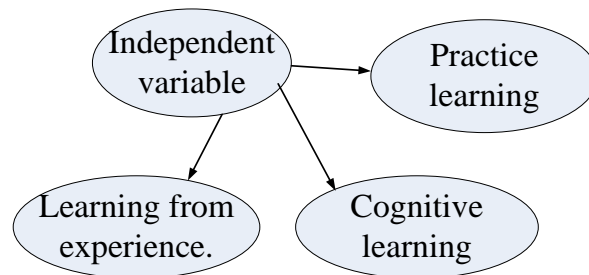 Independent
variable
Practice
learning
Learning from
experience.
Cognitive
learning